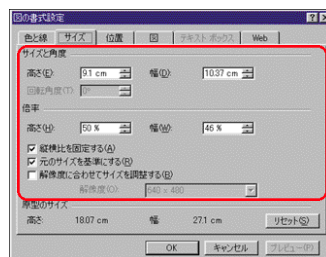 図の書式設定
色と線 サイズ 位置 図 テキスト ボックス Web
サイズと角度
高さ(E): 9.1 cm 幅(D): 10.37 cm
回転角度(T): 0°
倍率
高さ(H): 50 % 幅(W): 46 %
縦横比を固定する(A)
元のサイズを基準にする(R)
解像度に合わせてサイズを調整する(B)
解像度(O): 640 x 480
原型のサイズ
高さ: 18.07 cm 幅: 27.1 cm リセット(S)
OK キャンセル プレビュー(P)